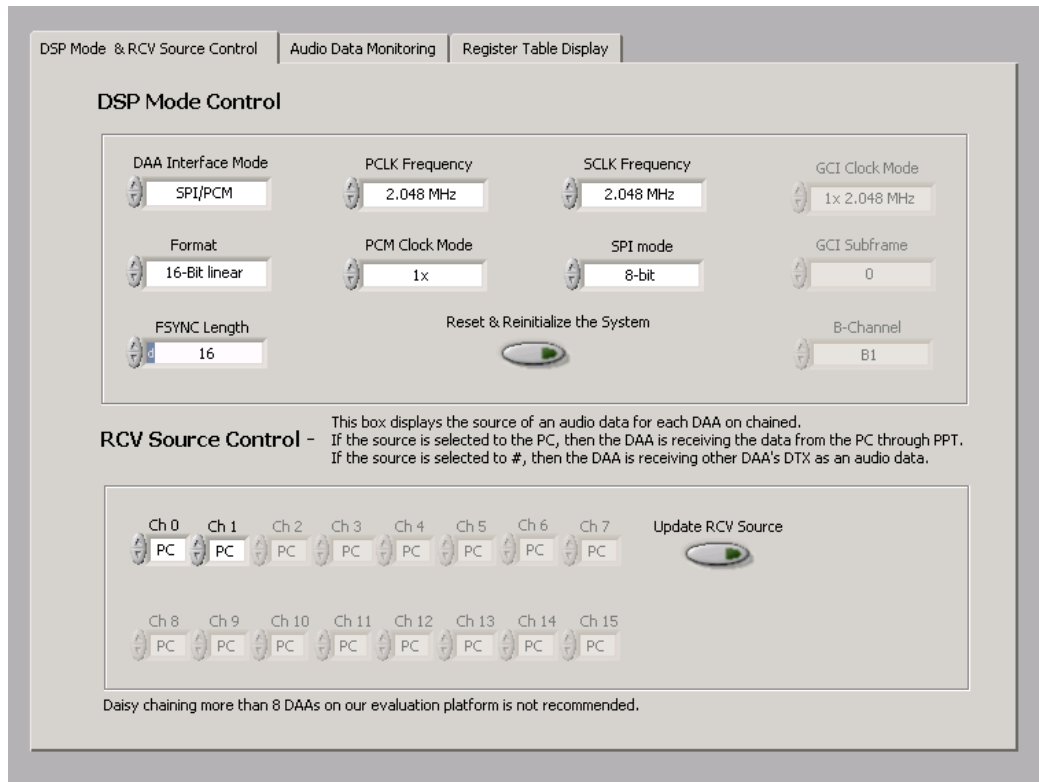 DSP Mode & RCV Source Control
Audio Data Monitoring
Register Table Display
DSP Mode Control
DAA Interface Mode
SPI/PCM
PCLK Frequency
2.048 MHz
SCLK Frequency
2.048 MHz
GCI Clock Mode
1x 2.048 MHz
Format
16-Bit linear
PCM Clock Mode
1x
SPI mode
8-bit
GCI Subframe
0
FSYNC Length
d 16
Reset & Reinitialize the System
B-Channel
B1
RCV Source Control -
This box displays the source of an audio data for each DAA on chained.
If the source is selected to the PC, then the DAA is receiving the data from the PC through PPT.
If the source is selected to #, then the DAA is receiving other DAA's DTX as an audio data.
Ch 0 Ch 1 Ch 2 Ch 3 Ch 4 Ch 5 Ch 6 Ch 7
PC PC PC PC PC PC PC PC
Update RCV Source
Ch 8 Ch 9 Ch 10 Ch 11 Ch 12 Ch 13 Ch 14 Ch 15
PC PC PC PC PC PC PC PC
Daisy chaining more than 8 DAAs on our evaluation platform is not recommended.